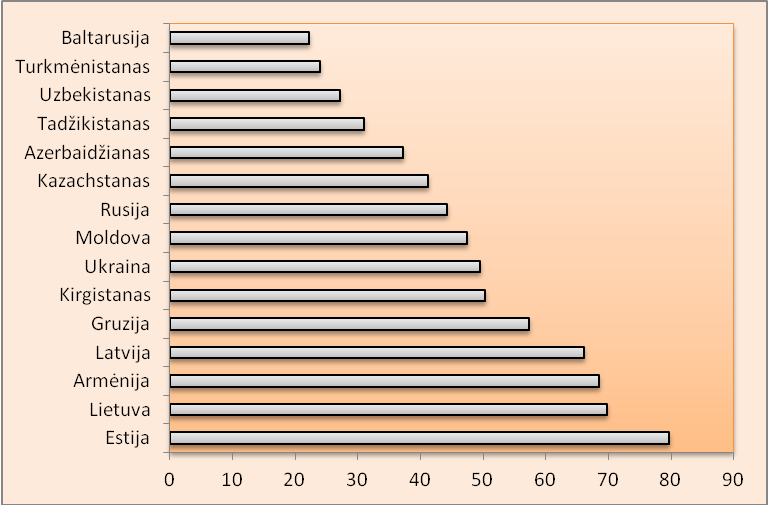 Baltarusija
Turkmėnistanas
Uzbekistanas
Tadžikistanas
Azerbaidžianas
Kazachstanas
Rusija
Moldova
Ukraina
Kirgistanas
Gruzija
Latvija
Armėnija
Lietuva
Estija
0 10 20 30 40 50 60 70 80 90